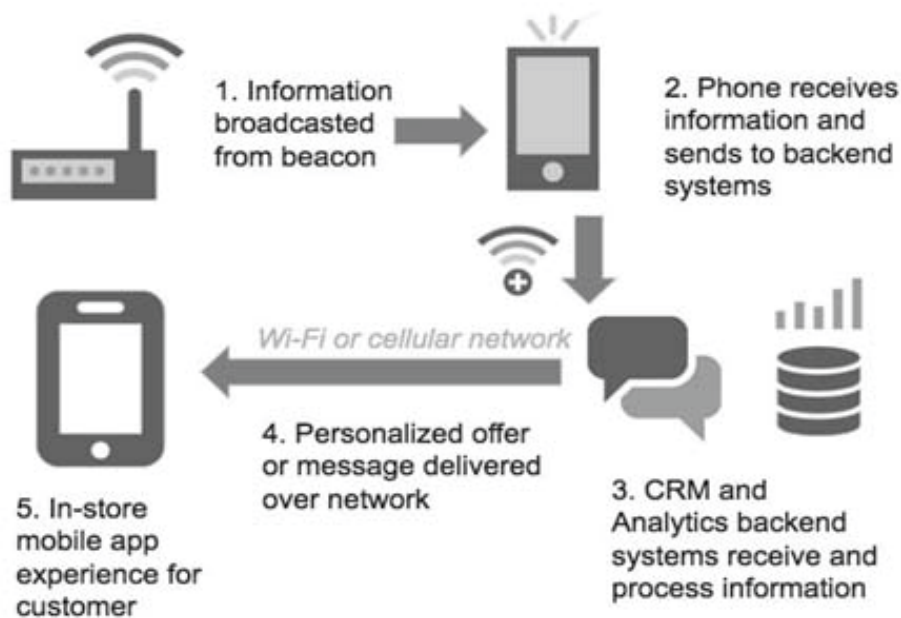 1. Information
broadcasted
from beacon
2. Phone receives
information and
sends to backend
systems
3. CRM and
Analytics backend
systems receive and
process information
Wi-Fi or cellular network
4. Personalized offer
or message delivered
over network
5. In-store
mobile app
experience for
customer